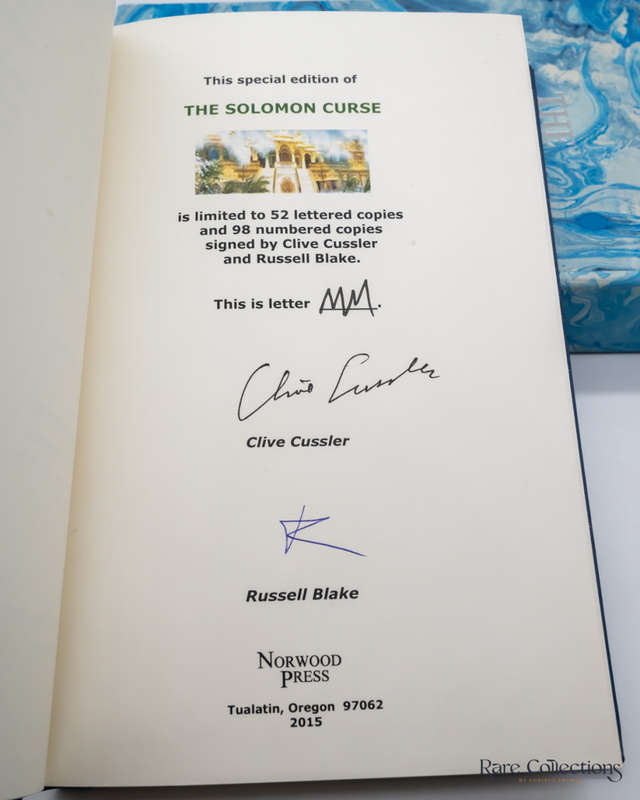 This special edition of
THE SOLOMON CURSE
is limited to 52 lettered copies
and 98 numbered copies
signed by Clive Cussler
and Russell Blake.
This is letter MM.
Clive Cussler
Clive Cussler
Russell Blake
NORWOOD
PRESS
Tualatin, Oregon 97062
2015
THE
Rare Collections